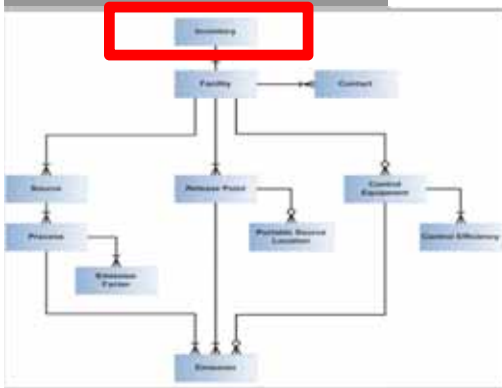 Inventory
Facility
Contact
Source
Release Point
Control
Equipment
Process
Portable Source
Location
Control Efficiency
Emission
Factor
Emission